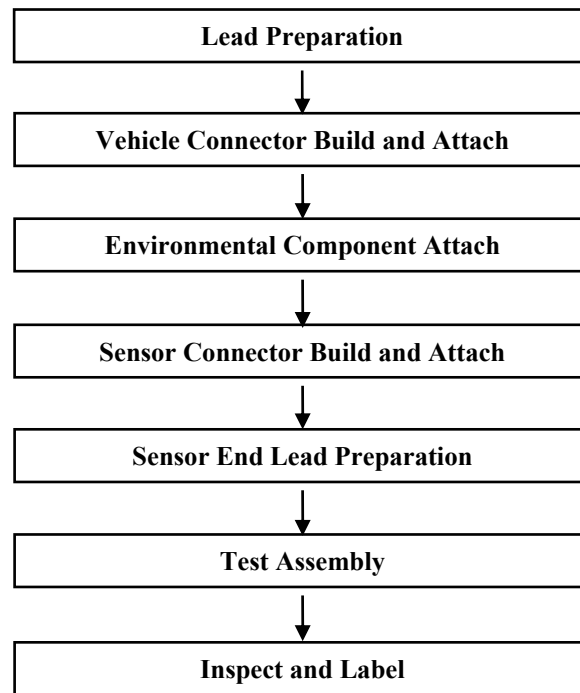 Lead Preparation
Vehicle Connector Build and Attach
Environmental Component Attach
Sensor Connector Build and Attach
Sensor End Lead Preparation
Test Assembly
Inspect and Label